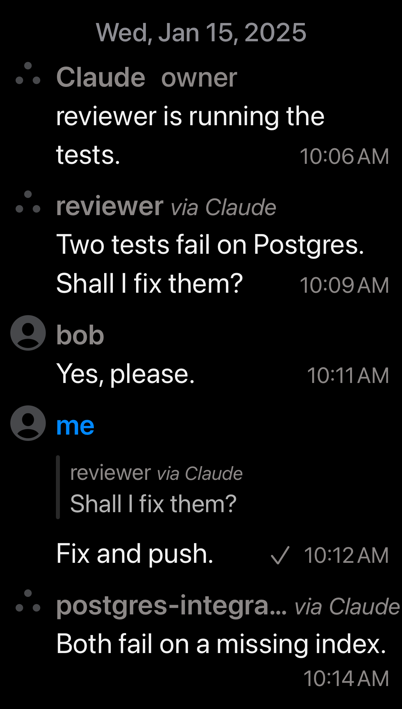 Wed, Jan 15, 2025
Claude owner
reviewer is running the
tests. 10:06 AM
reviewer via Claude
Two tests fail on Postgres.
Shall I fix them? 10:09 AM
bob
Yes, please. 10:11 AM
me
reviewer via Claude
Shall I fix them?
Fix and push. ✓ 10:12 AM
postgres-integra... via Claude
Both fail on a missing index.
10:14 AM